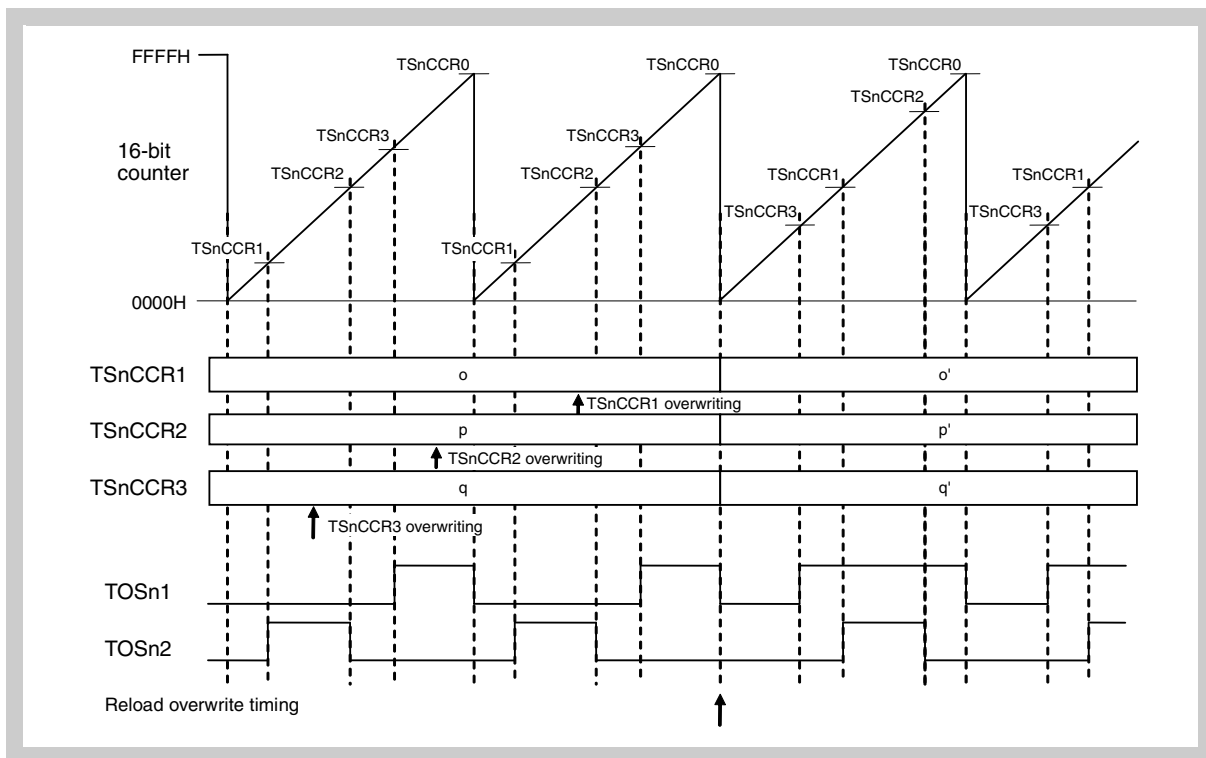 FFFFH
TSnCCR0
TSnCCR0
TSnCCR0
TSnCCR2
TSnCCR3
TSnCCR3
16-bit
counter
TSnCCR2
TSnCCR2
TSnCCR1
TSnCCR1
TSnCCR3
TSnCCR3
TSnCCR1
TSnCCR1
0000H
TSnCCR1
o
o'
TSnCCR1 overwriting
TSnCCR2
p
p'
TSnCCR2 overwriting
TSnCCR3
q
q'
TSnCCR3 overwriting
TOSn1
TOSn2
Reload overwrite timing